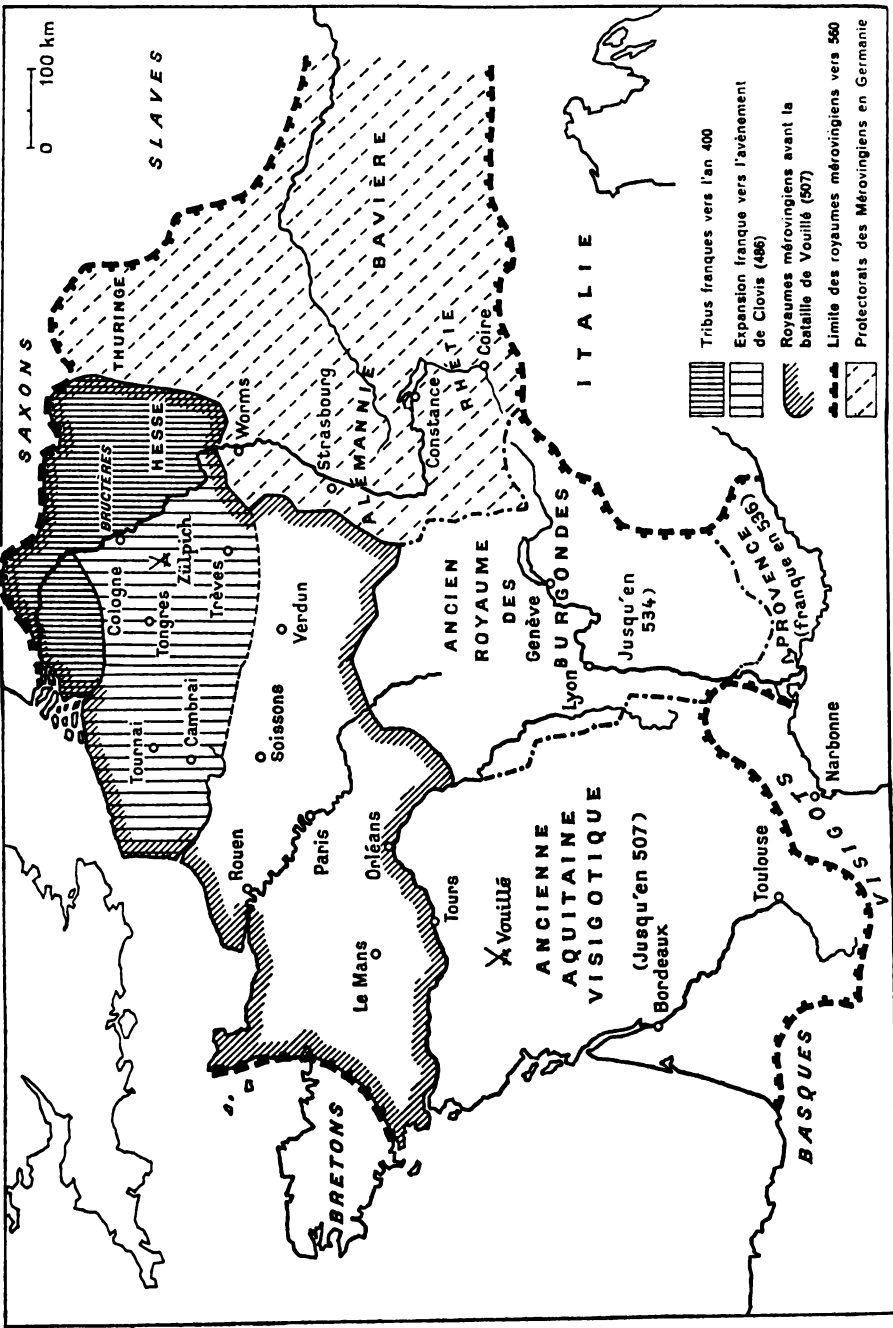 0 100 km
SLAVES
SAXONS
THURINGE
BRUCTÈRES
HESSE
BAVIÈRE
Worms
Strasbourg
ALÉMANNIE
Constance
RHÉTIE
Coire
ITALIE
Cologne
Tongres
Zülpich
Trèves
Tournai
Cambrai
Verdun
Soissons
Rouen
Paris
Orléans
Le Mans
Tours
Vouillé
BRETONS
ANCIEN
ROYAUME
DES
BURGONDES
Genève
Lyon
Jusqu'en
534)
PROVENCE
(franque en 536)
ANCIENNE
AQUITAINE
VISIGOTIQUE
(Jusqu'en 507)
Bordeaux
Toulouse
Narbonne
VISIGOTS
BASQUES
Tribus franques vers l'an 400
Expansion franque vers l'avènement
de Clovis (486)
Royaumes mérovingiens avant la
bataille de Vouillé (507)
Limite des royaumes mérovingiens vers 560
Protectorats des Mérovingiens en Germanie